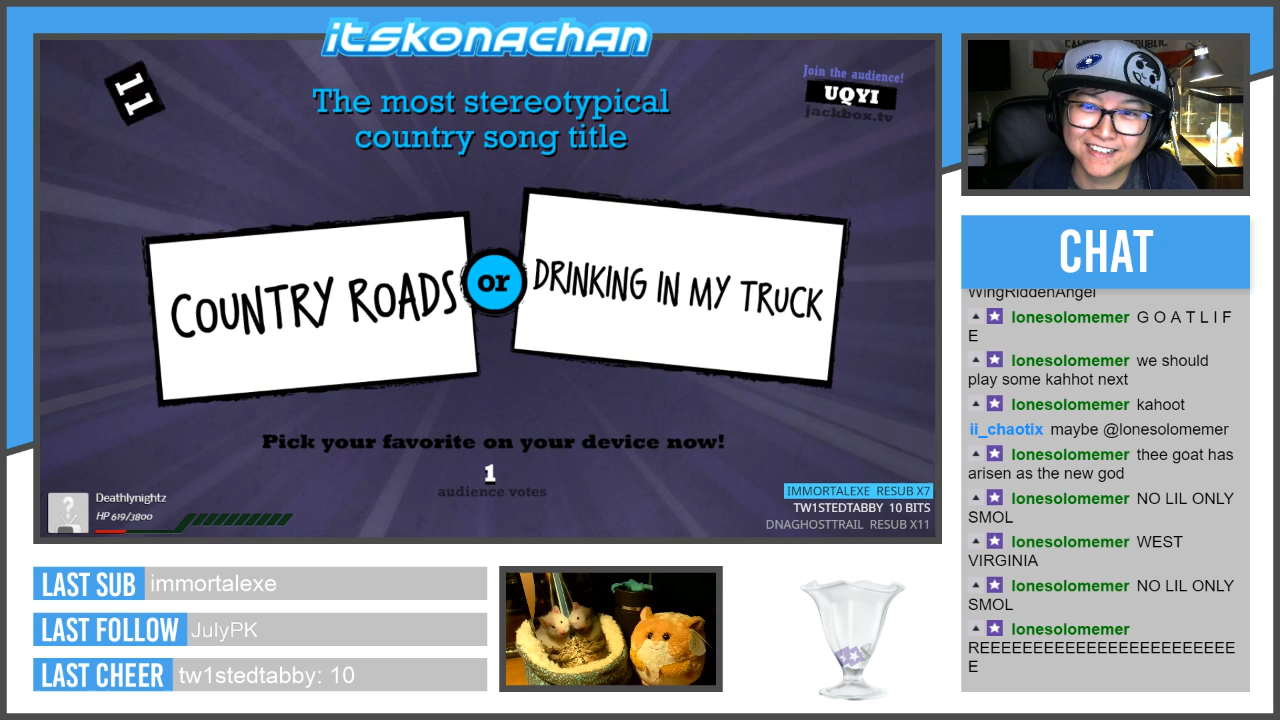 itskonachan
11
The most stereotypical
country song title
Join the audience!
UQYI
jackbox.tv
COUNTRY ROADS
or
DRINKING IN MY TRUCK
Pick your favorite on your device now!
1
audience votes
Deathlynightz
HP 619/3800
IMMORTALEXE RESUB X7
TW1STEDTABBY 10 BITS
DNAGHOSTTRAIL RESUB X11
LAST SUB immortalexe
LAST FOLLOW JulyPK
LAST CHEER tw1stedtabby: 10
CHAT
WingRiddenAngel
lonesolomemer G O A T L I F
E
lonesolomemer we should
play some kahhot next
lonesolomemer kahoot
ii_chaotix maybe @lonesolomemer
lonesolomemer thee goat has
arisen as the new god
lonesolomemer NO LIL ONLY
SMOL
lonesolomemer WEST
VIRGINIA
lonesolomemer NO LIL ONLY
SMOL
lonesolomemer
REEEEEEEEEEEEEEEEEEEEEEEE
E